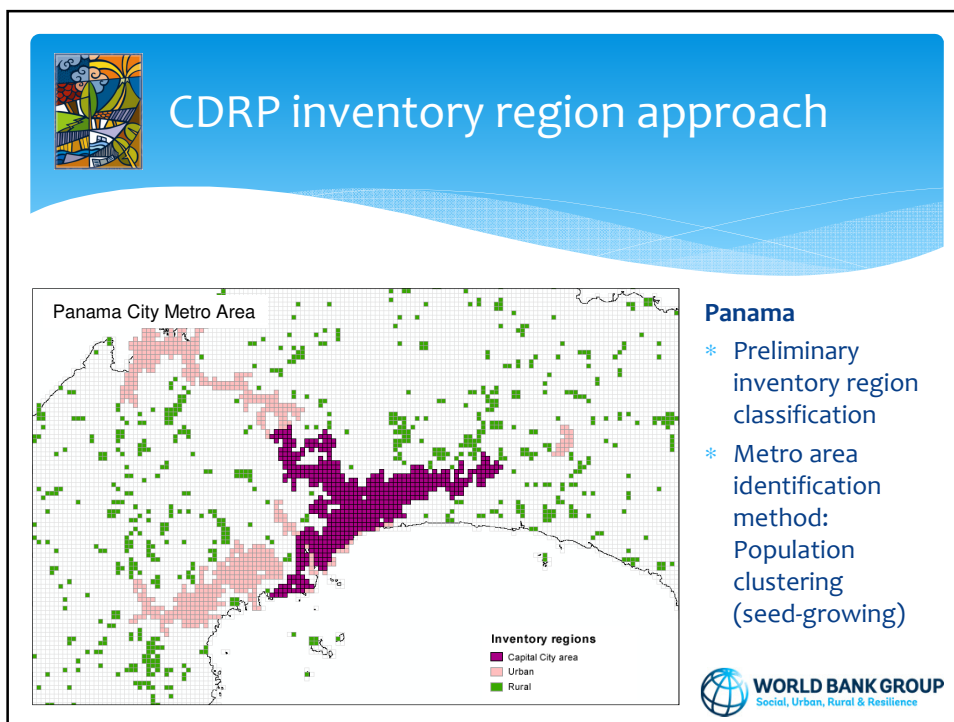 CDRP inventory region approach
Panama City Metro Area
Inventory regions
Capital City area
Urban
Rural
Panama
* Preliminary
inventory region
classification
* Metro area
identification
method:
Population
clustering
(seed-growing)
WORLD BANK GROUP
Social, Urban, Rural & Resilience